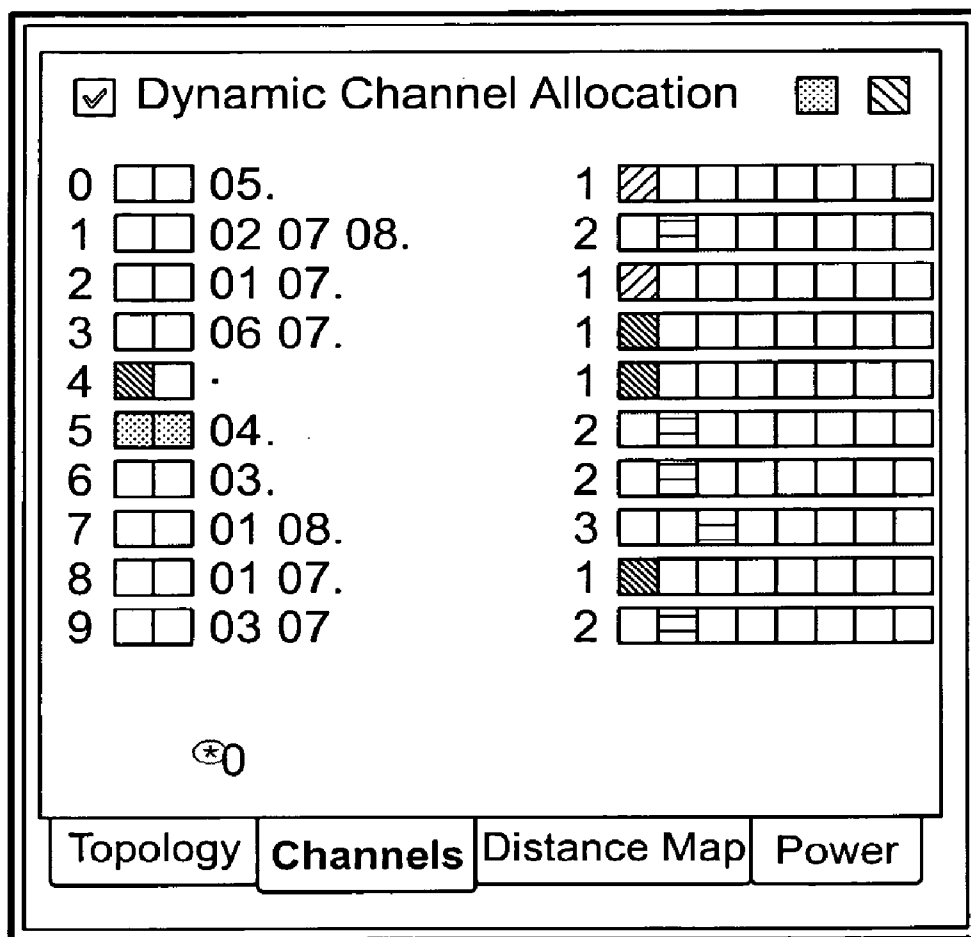 Dynamic Channel Allocation
0 05. 1
1 02 07 08. 2
2 01 07. 1
3 06 07. 1
4 . 1
5 04. 2
6 03. 2
7 01 08. 3
8 01 07. 1
9 03 07 2
*0
Topology Channels Distance Map Power